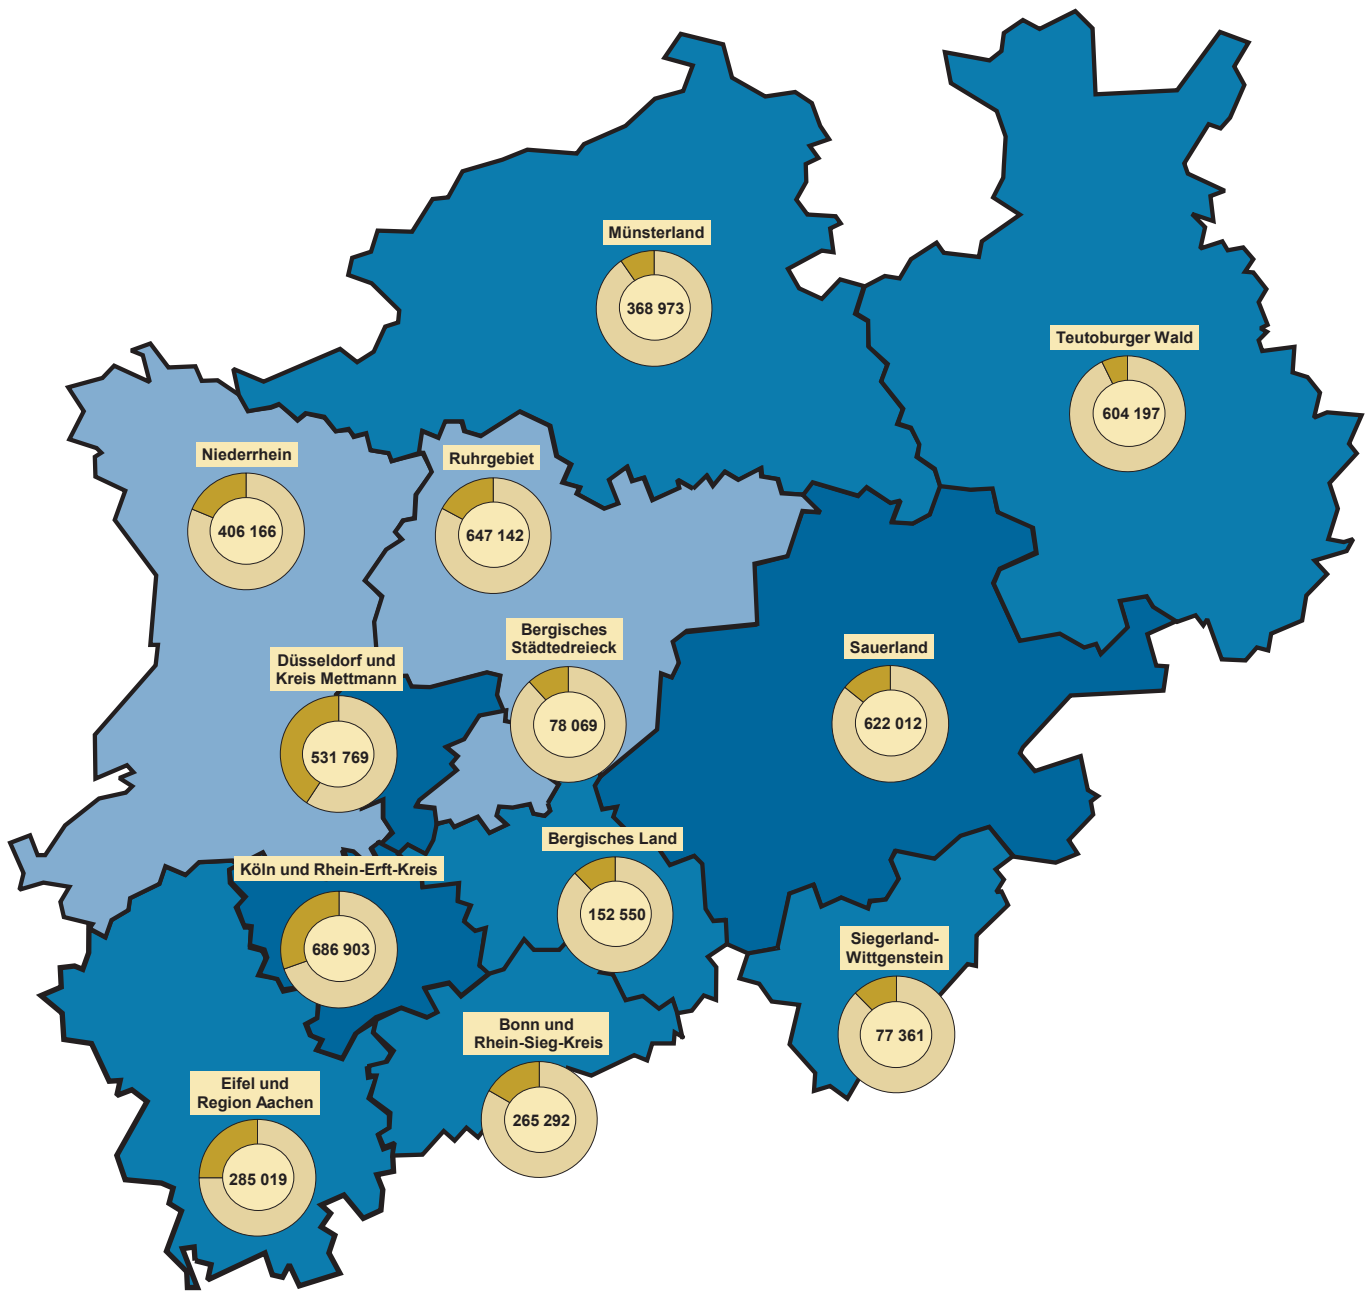 Münsterland
368 973
Teutoburger Wald
604 197
Niederrhein
406 166
Ruhrgebiet
647 142
Bergisches
Städtedreieck
78 069
Düsseldorf und
Kreis Mettmann
531 769
Sauerland
622 012
Bergisches Land
152 550
Köln und Rhein-Erft-Kreis
686 903
Siegerland-
Wittgenstein
77 361
Bonn und
Rhein-Sieg-Kreis
265 292
Eifel und
Region Aachen
285 019